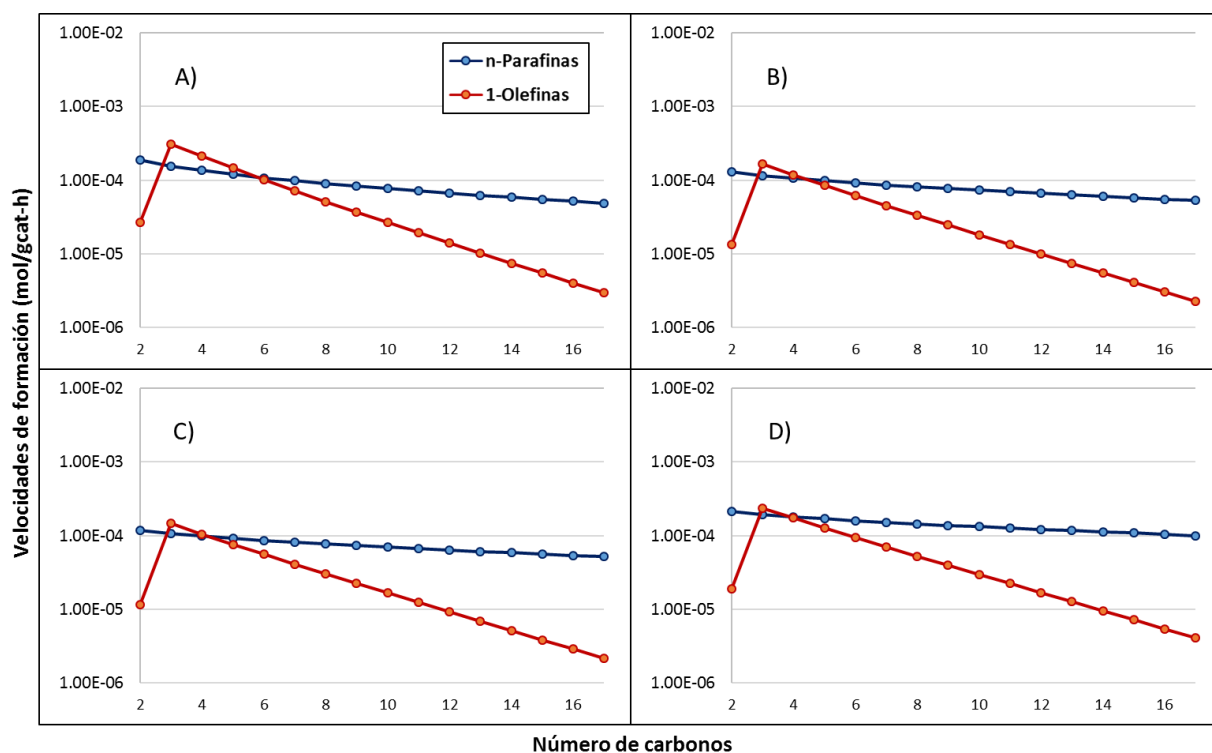 Velocidades de formación (mol/gcat-h)
A)
n-Parafinas
1-Olefinas
1.00E-02
1.00E-03
1.00E-04
1.00E-05
1.00E-06
2 4 6 8 10 12 14 16
B)
1.00E-02
1.00E-03
1.00E-04
1.00E-05
1.00E-06
2 4 6 8 10 12 14 16
C)
1.00E-02
1.00E-03
1.00E-04
1.00E-05
1.00E-06
2 4 6 8 10 12 14 16
D)
1.00E-02
1.00E-03
1.00E-04
1.00E-05
1.00E-06
2 4 6 8 10 12 14 16
Número de carbonos